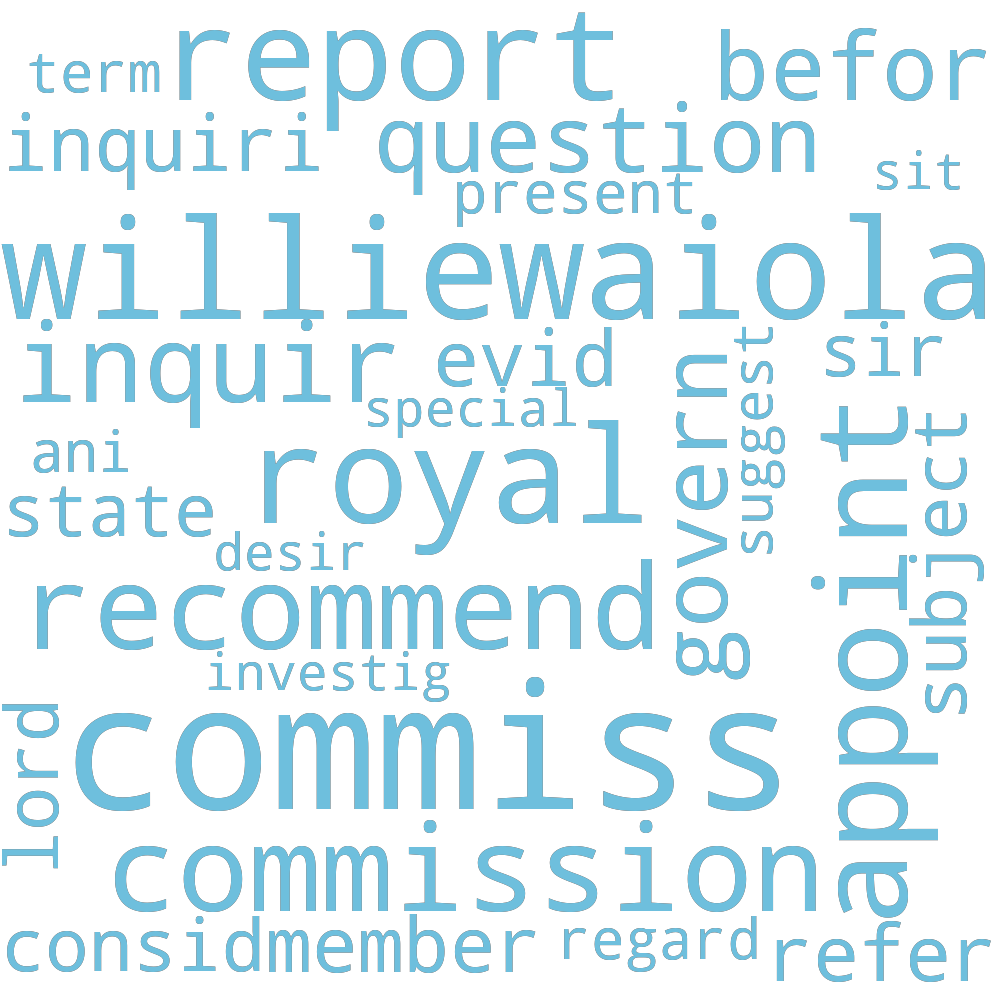 report
befor
term
inquiri
question
sit
present
williewaiola
inquir
evid
sir
special
suggest
govern
ani
royal
appoint
subject
state
desir
recommend
investig
commiss
lord
commission
considmember
regard
refer